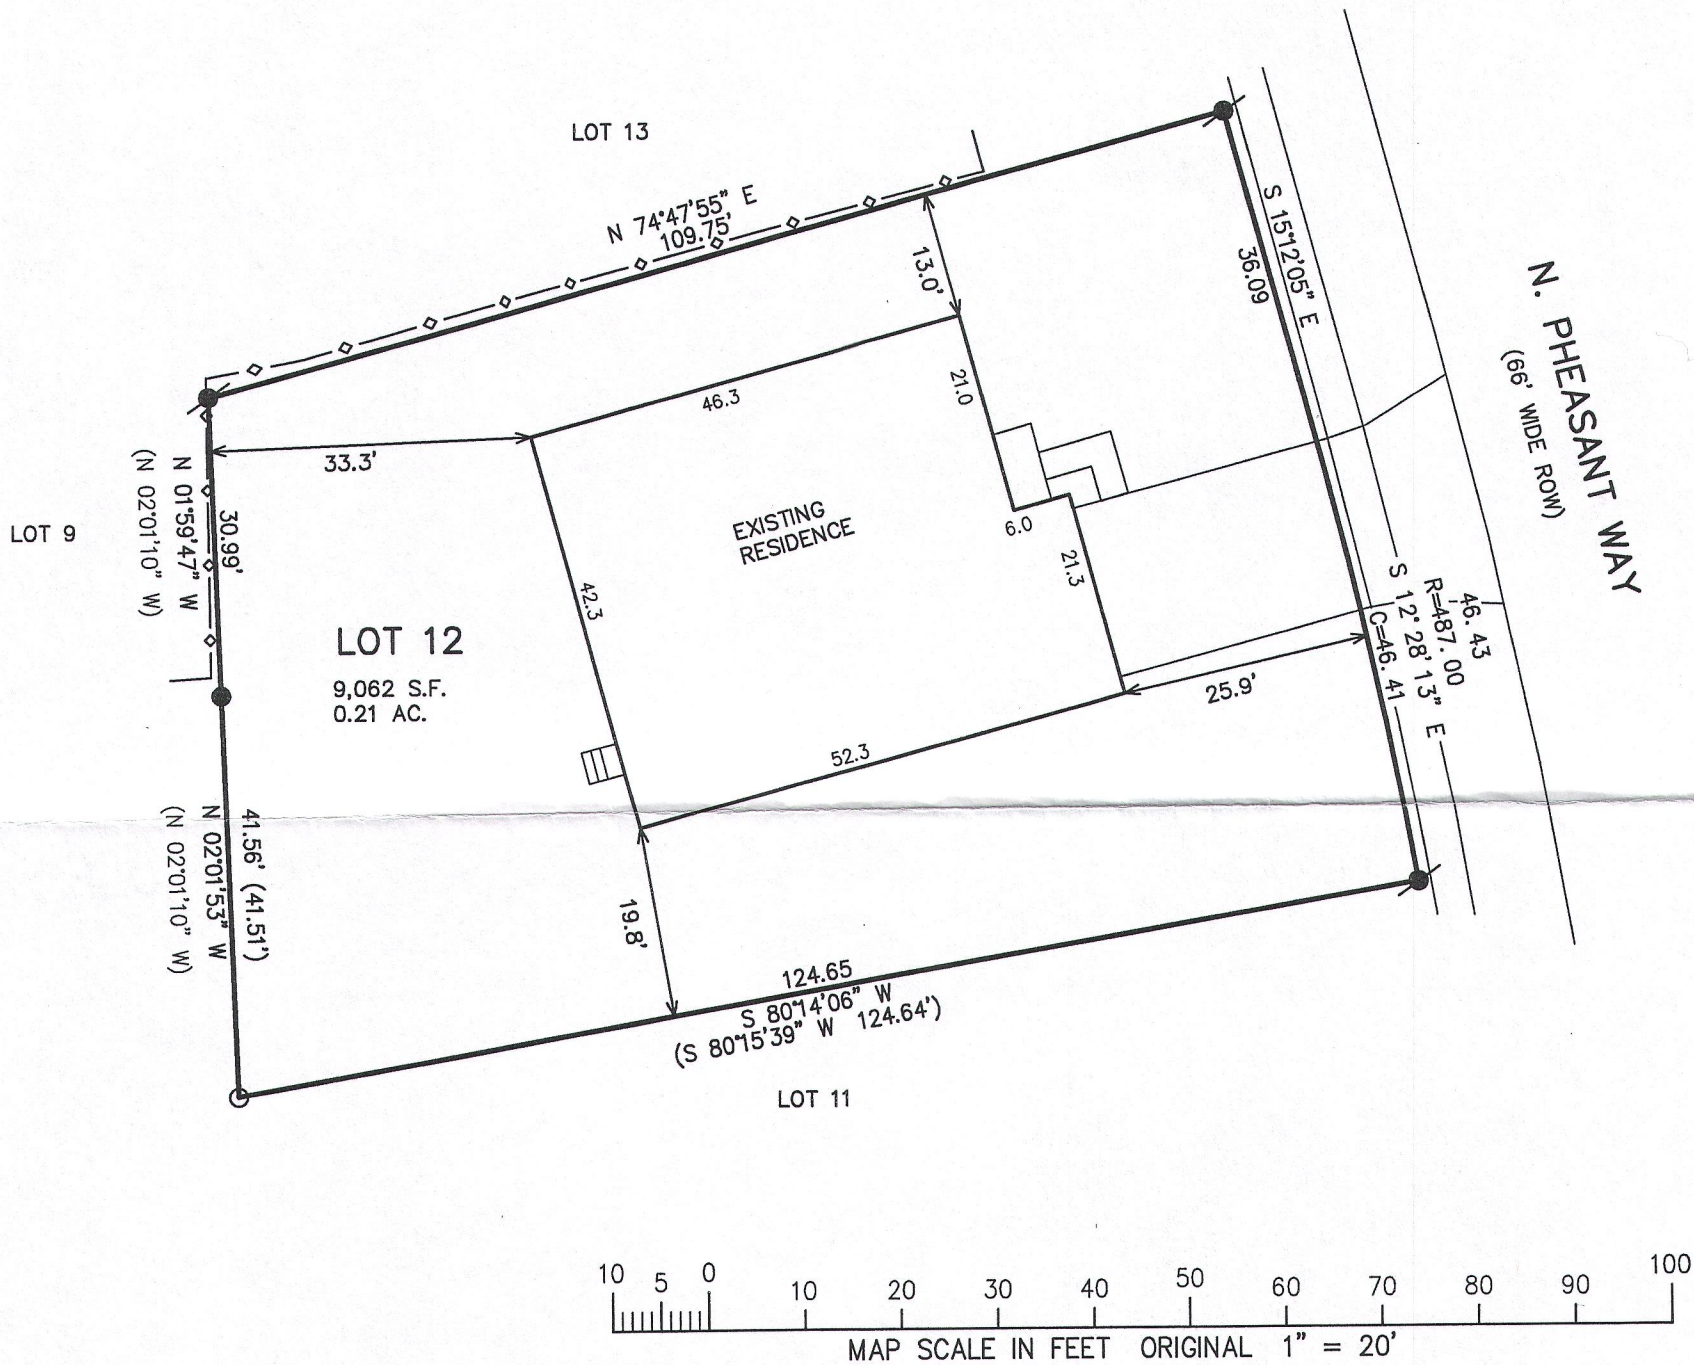 LOT 13
N 74°47'55" E
109.75'
S 15°12'05" E
36.09
N. PHEASANT WAY
(66' WIDE ROW)
13.0'
46.3
21.0
33.3'
6.0
EXISTING
RESIDENCE
21.3
42.3
LOT 9
30.99'
N 01°59'47" W
(N 02°01'10" W)
LOT 12
9,062 S.F.
0.21 AC.
46.43
R=487.00
S 12°28'13" E
C=46.41
25.9'
52.3
41.56' (41.51')
N 02°01'53" W
(N 02°01'10" W)
19.8'
124.65
S 80°14'06" W
(S 80°15'39" W 124.64')
LOT 11
10 5 0 10 20 30 40 50 60 70 80 90 100
MAP SCALE IN FEET ORIGINAL 1" = 20'